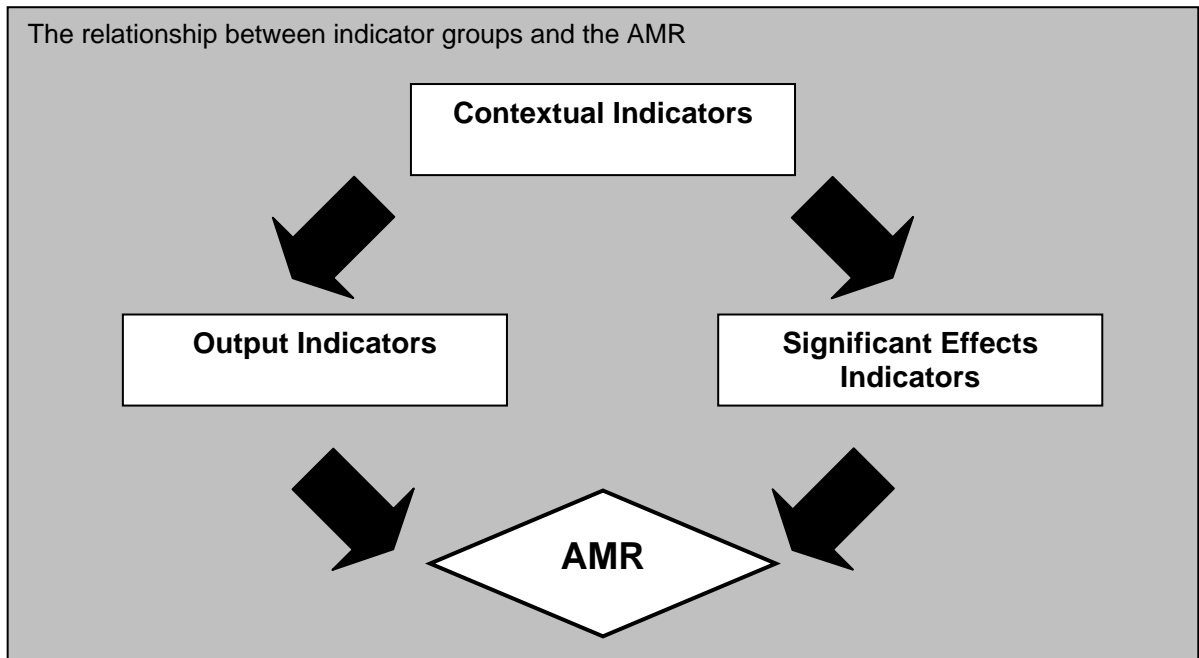 The relationship between indicator groups and the AMR
Contextual Indicators
Output Indicators
Significant Effects
Indicators
AMR